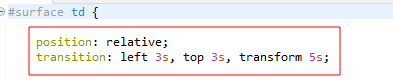 #surface td {
position: relative;
transition: left 3s, top 3s, transform 5s;